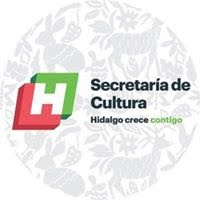 H
Secretaría de
Cultura
Hidalgo crece contigo